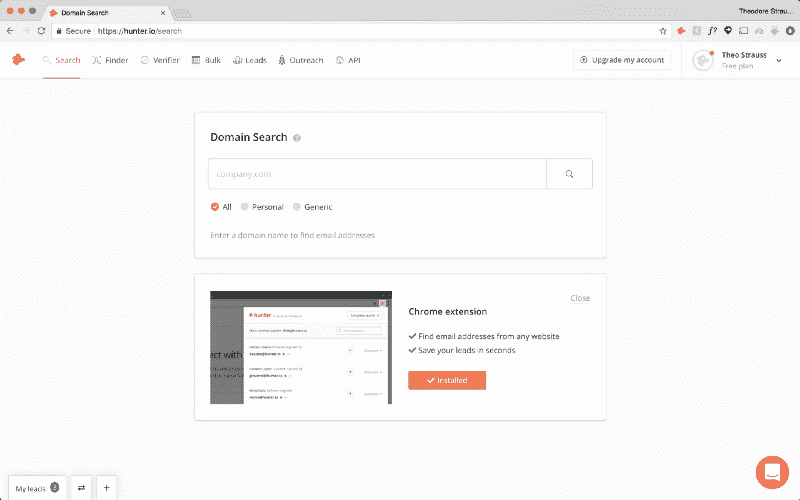 Domain Search
Theodore Strau...
Secure https://hunter.io/search
Search Finder Verifier Bulk Leads Outreach API
Upgrade my account
Theo Strauss
Free plan
Domain Search
company.com
All Personal Generic
Enter a domain name to find email addresses.
hunter
Close
Chrome extension
Find email addresses from any website
Save your leads in seconds
Installed
My leads 3